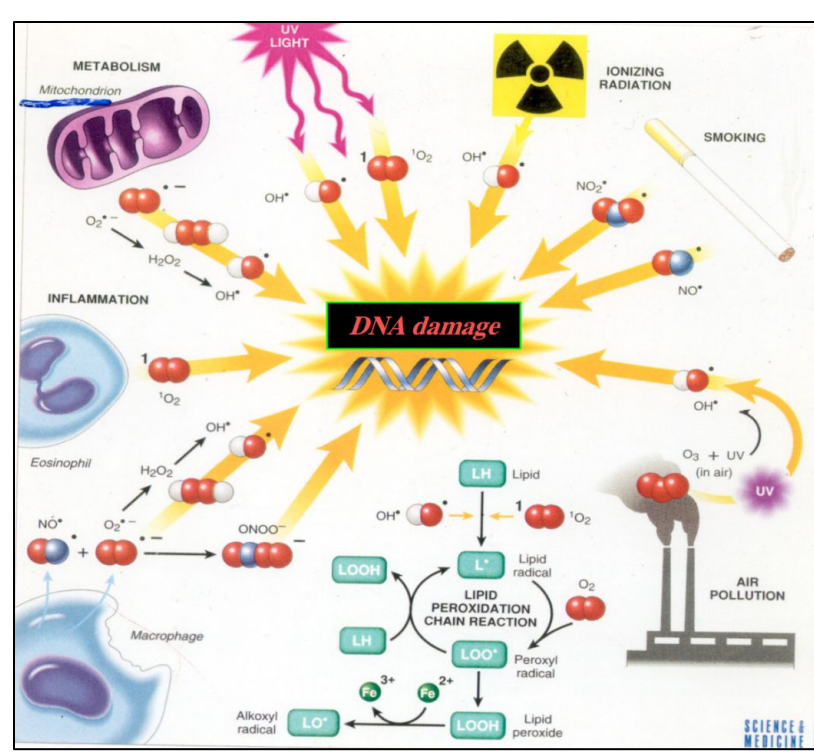 UV
LIGHT
METABOLISM
Mitochondrion
IONIZING
RADIATION
SMOKING
OH•
1
¹O₂
OH•
NO₂•
NO•
O₂•−
•−
H₂O₂
OH•
INFLAMMATION
DNA damage
1
¹O₂
Eosinophil
OH•
H₂O₂
NO•
O₂•−
+
•−
ONOO−
−
Macrophage
OH•
O₃ + UV
(in air)
UV
AIR
POLLUTION
LH
Lipid
OH•
1
¹O₂
L•
Lipid
radical
O₂
LOOH
LIPID
PEROXIDATION
CHAIN REACTION
LH
LOO•
Peroxyl
radical
Fe
3+
Fe
2+
Alkoxyl
radical
LO•
LOOH
Lipid
peroxide
SCIENCE &
MEDICINE